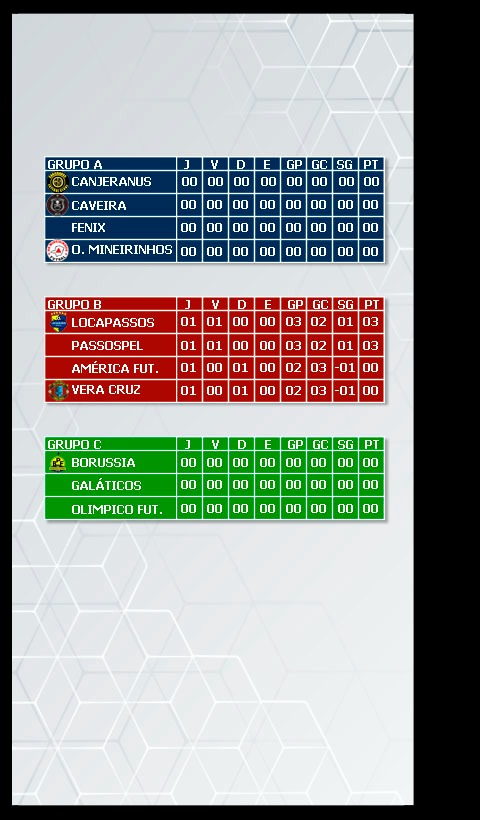 GRUPO A J V D E GP GC SG PT
CANJERANUS 00 00 00 00 00 00 00 00
CAVEIRA 00 00 00 00 00 00 00 00
FENIX 00 00 00 00 00 00 00 00
O. MINEIRINHOS 00 00 00 00 00 00 00 00
GRUPO B J V D E GP GC SG PT
LOCAPASSOS 01 01 00 00 03 02 01 03
PASSOSPEL 01 01 00 00 03 02 01 03
AMÉRICA FUT. 01 00 01 00 02 03 -01 00
VERA CRUZ 01 00 01 00 02 03 -01 00
GRUPO C J V D E GP GC SG PT
BORUSSIA 00 00 00 00 00 00 00 00
GALÁTICOS 00 00 00 00 00 00 00 00
OLIMPICO FUT. 00 00 00 00 00 00 00 00